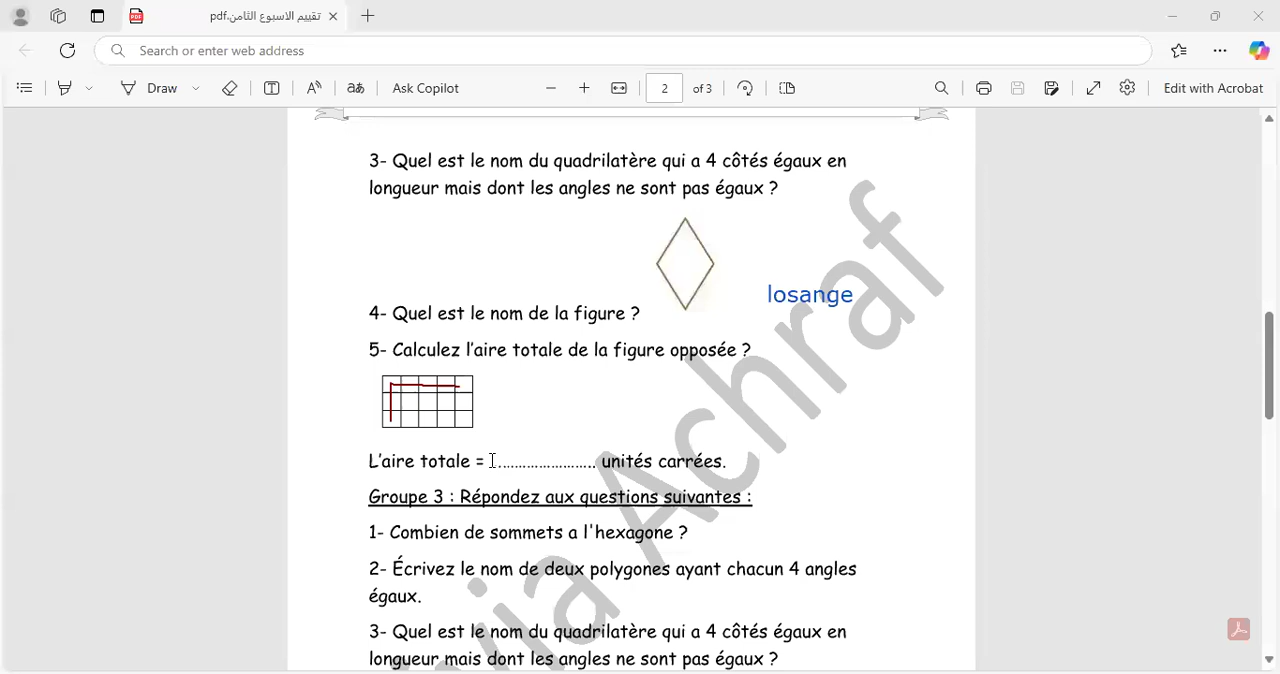 تقييم الاسبوع الثامن.pdf
Search or enter web address
Draw
Ask Copilot
2 of 3
Edit with Acrobat
3- Quel est le nom du quadrilatère qui a 4 côtés égaux en
longueur mais dont les angles ne sont pas égaux ?
losange
4- Quel est le nom de la figure ?
5- Calculez l'aire totale de la figure opposée ?
L'aire totale = ........................ unités carrées.
Groupe 3 : Répondez aux questions suivantes :
1- Combien de sommets a l'hexagone ?
2- Écrivez le nom de deux polygones ayant chacun 4 angles
égaux.
3- Quel est le nom du quadrilatère qui a 4 côtés égaux en
longueur mais dont les angles ne sont pas égaux ?
Achraf